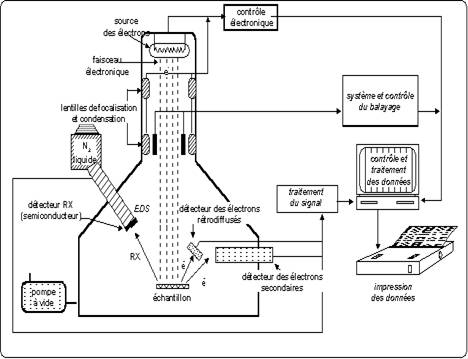 source
des électrons
contrôle
électronique
faisceau
électronique
e⁻
lentilles de focalisation
et condensation
système et contrôle
du balayage
N₂
liquide
contrôle et
traitement
des données
traitement
du signal
détecteur RX
(semiconducteur)
EDS
détecteur des électrons
rétrodiffusés
RX
é
é
détecteur des électrons
secondaires
échantillon
pompe
à vide
impression
des données